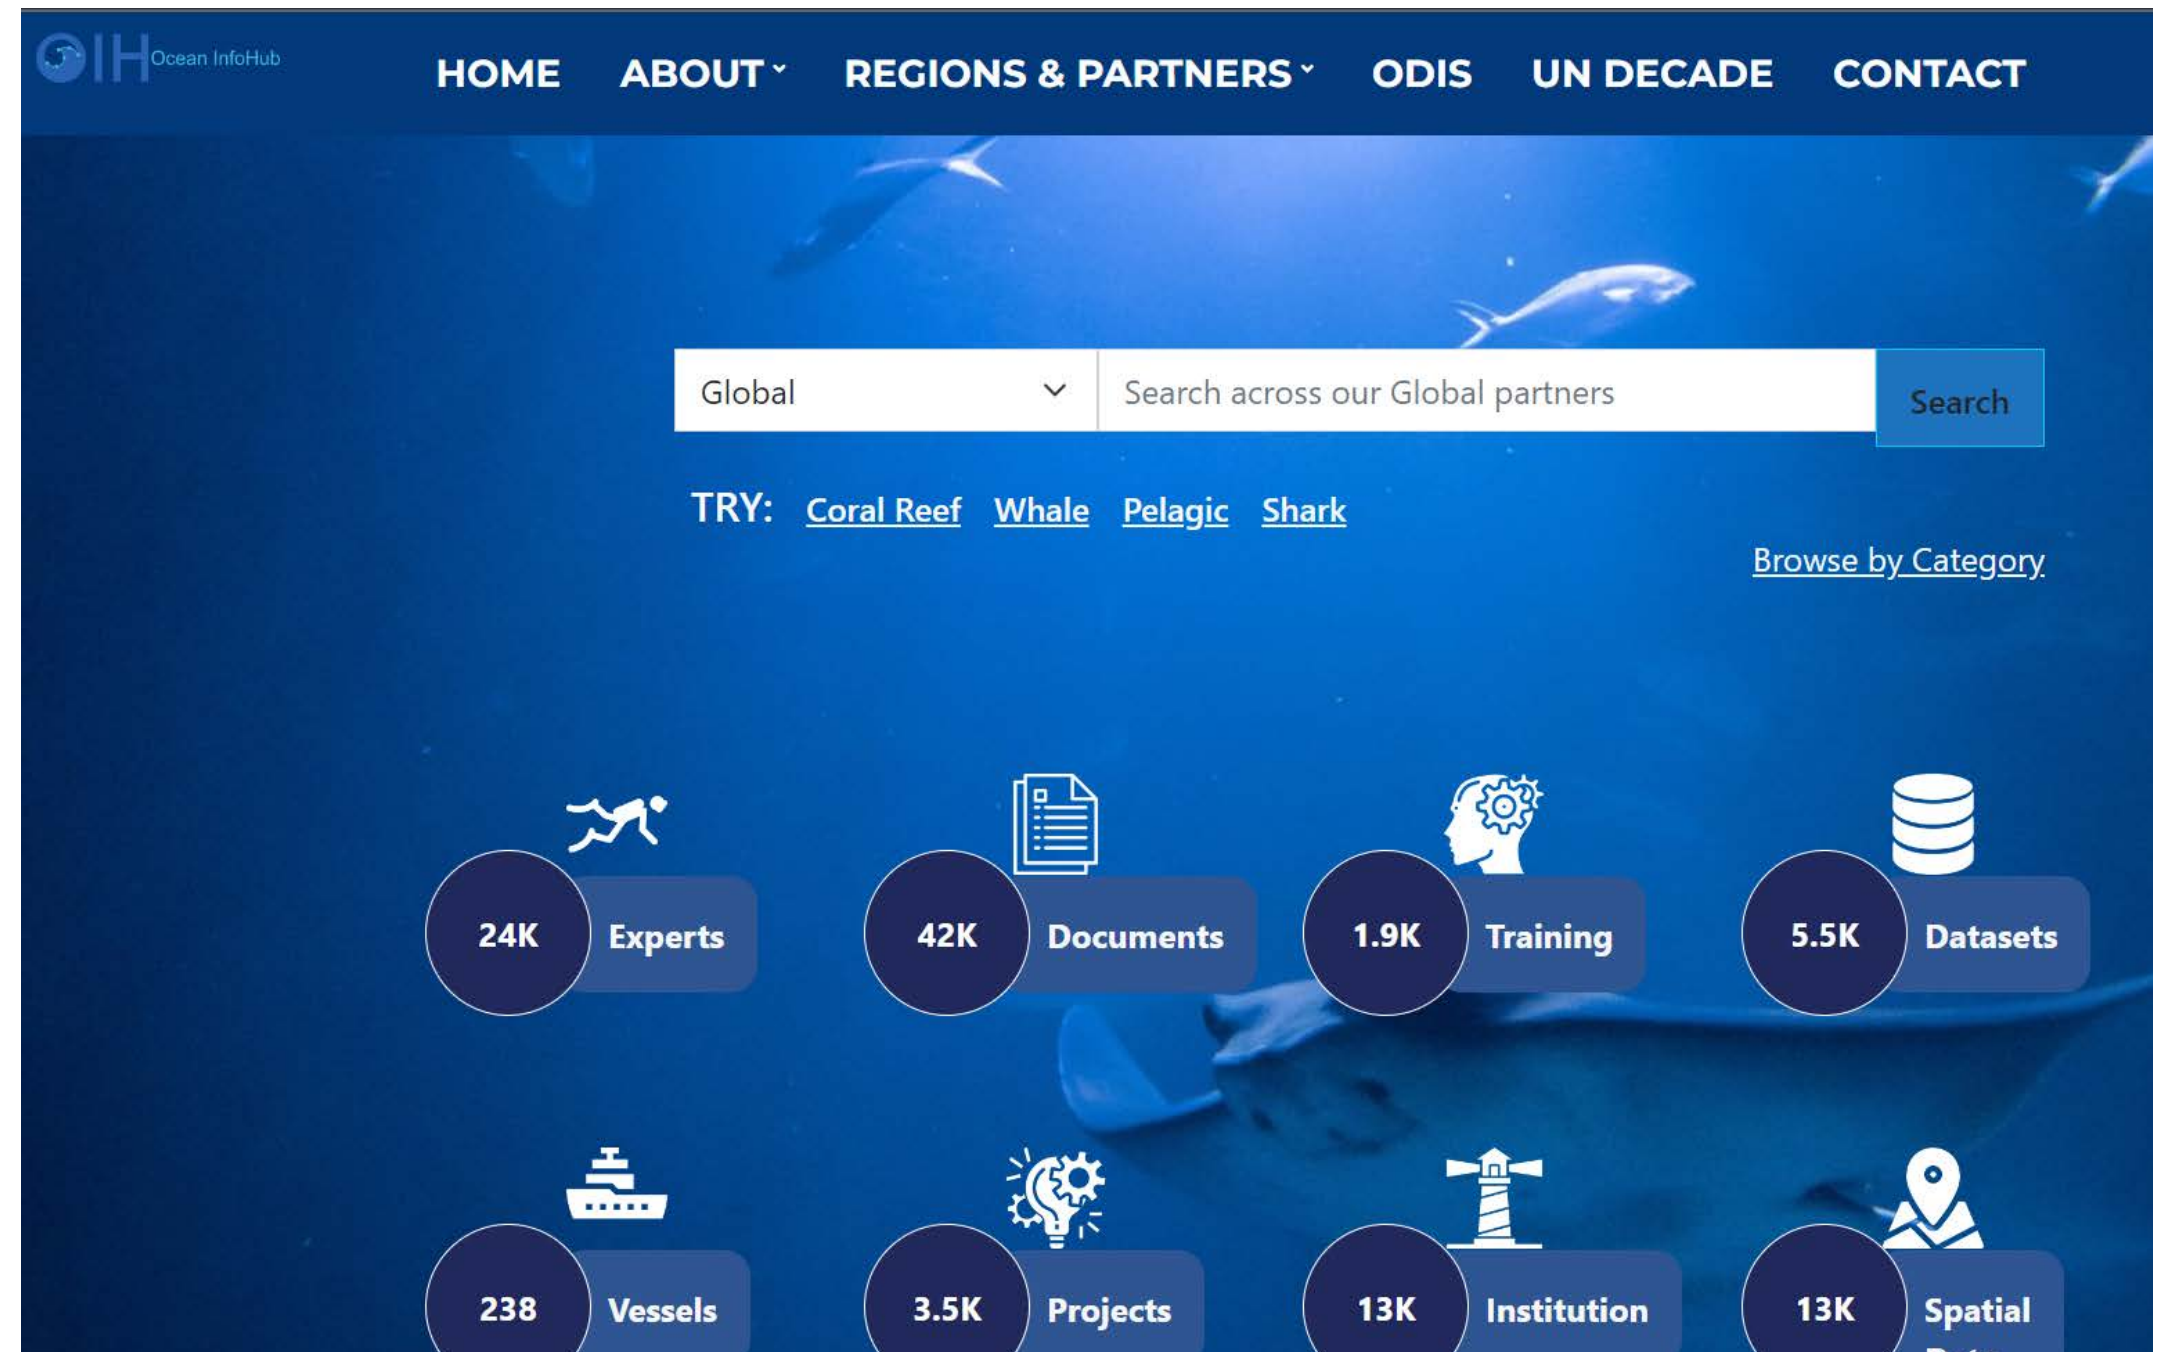 OIH Ocean InfoHub
HOME ABOUT REGIONS & PARTNERS ODIS UN DECADE CONTACT
Global Search across our Global partners Search
TRY: Coral Reef Whale Pelagic Shark
Browse by Category
24K Experts 42K Documents 1.9K Training 5.5K Datasets
238 Vessels 3.5K Projects 13K Institution 13K Spatial